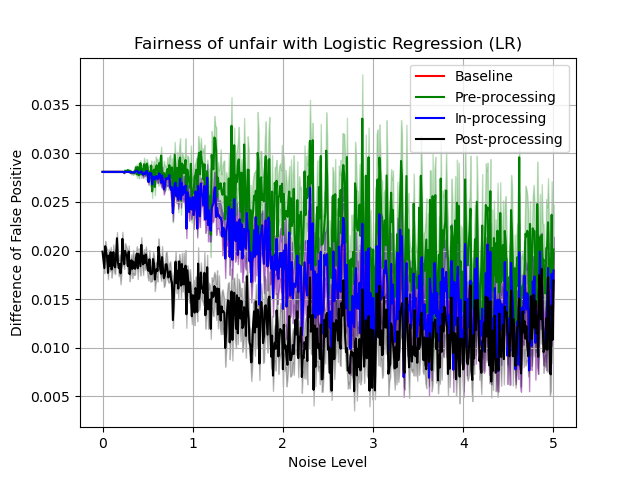 Fairness of unfair with Logistic Regression (LR)
Baseline
Pre-processing
In-processing
Post-processing
Difference of False Positive
0.035
0.030
0.025
0.020
0.015
0.010
0.005
0 1 2 3 4 5
Noise Level